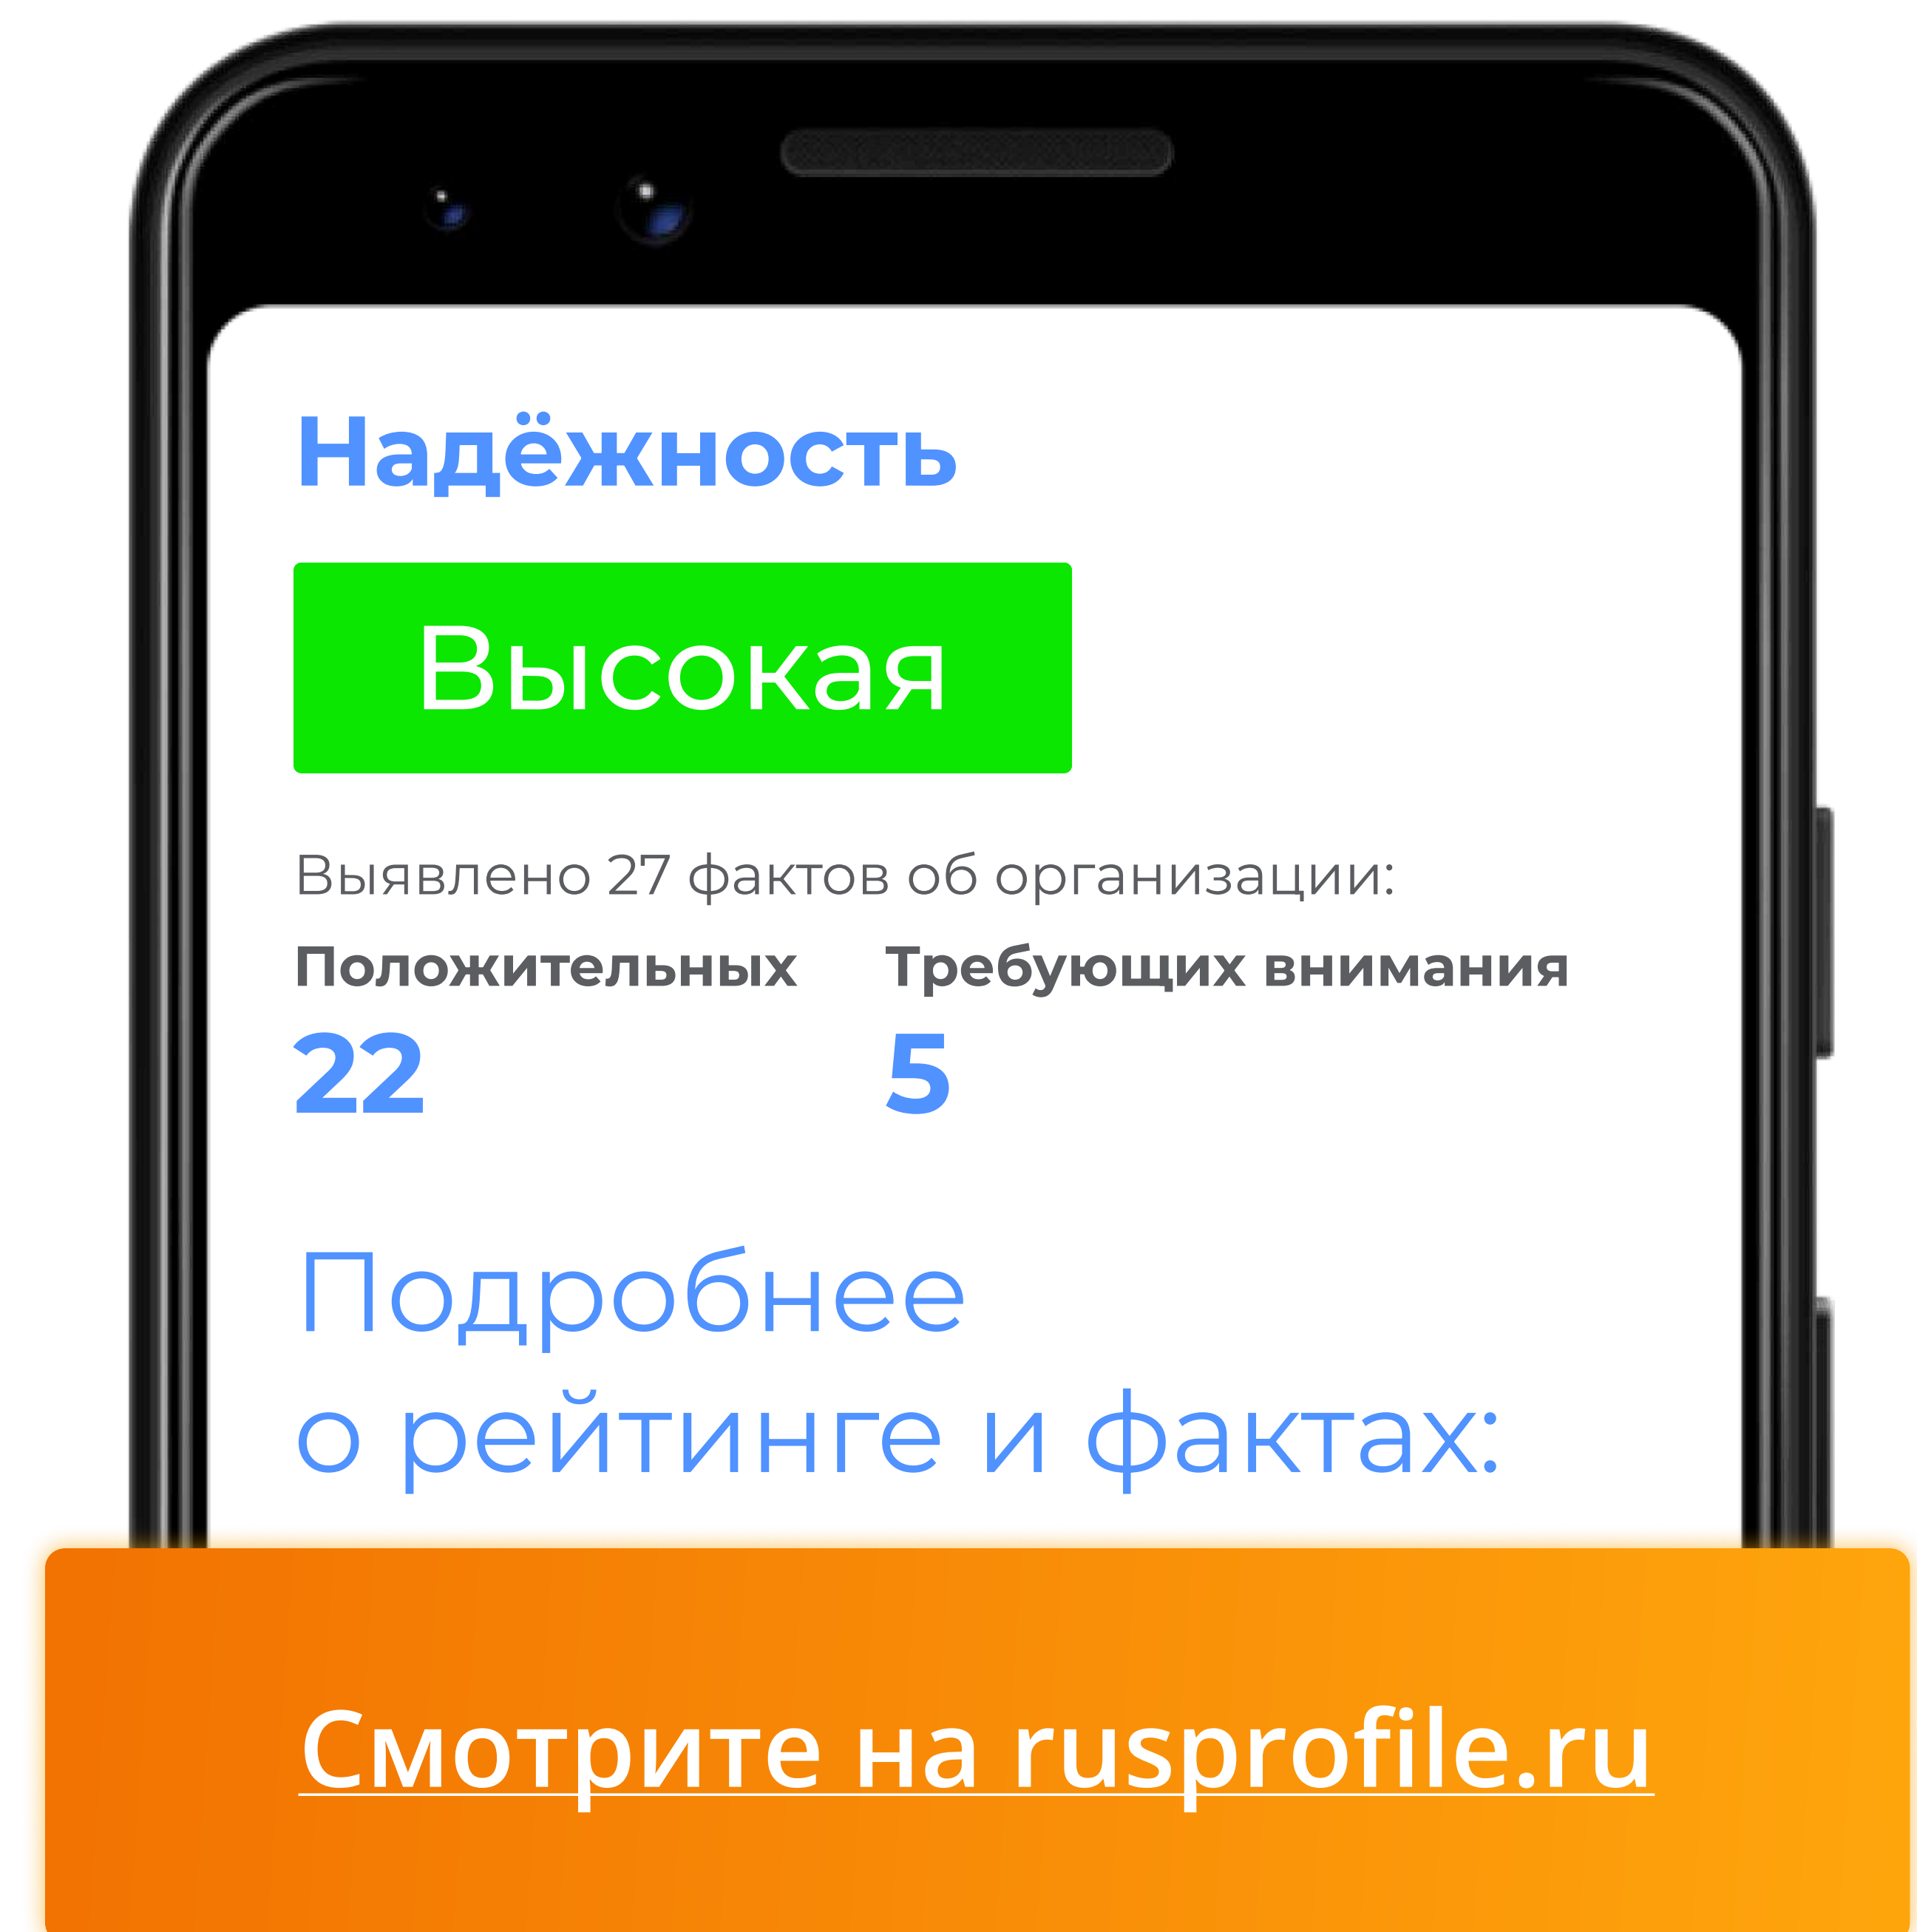 Надёжность
Высокая
Выявлено 27 фактов об организации:
Положительных Требующих внимания
22 5
Подробнее
о рейтинге и фактах:
Смотрите на rusprofile.ru